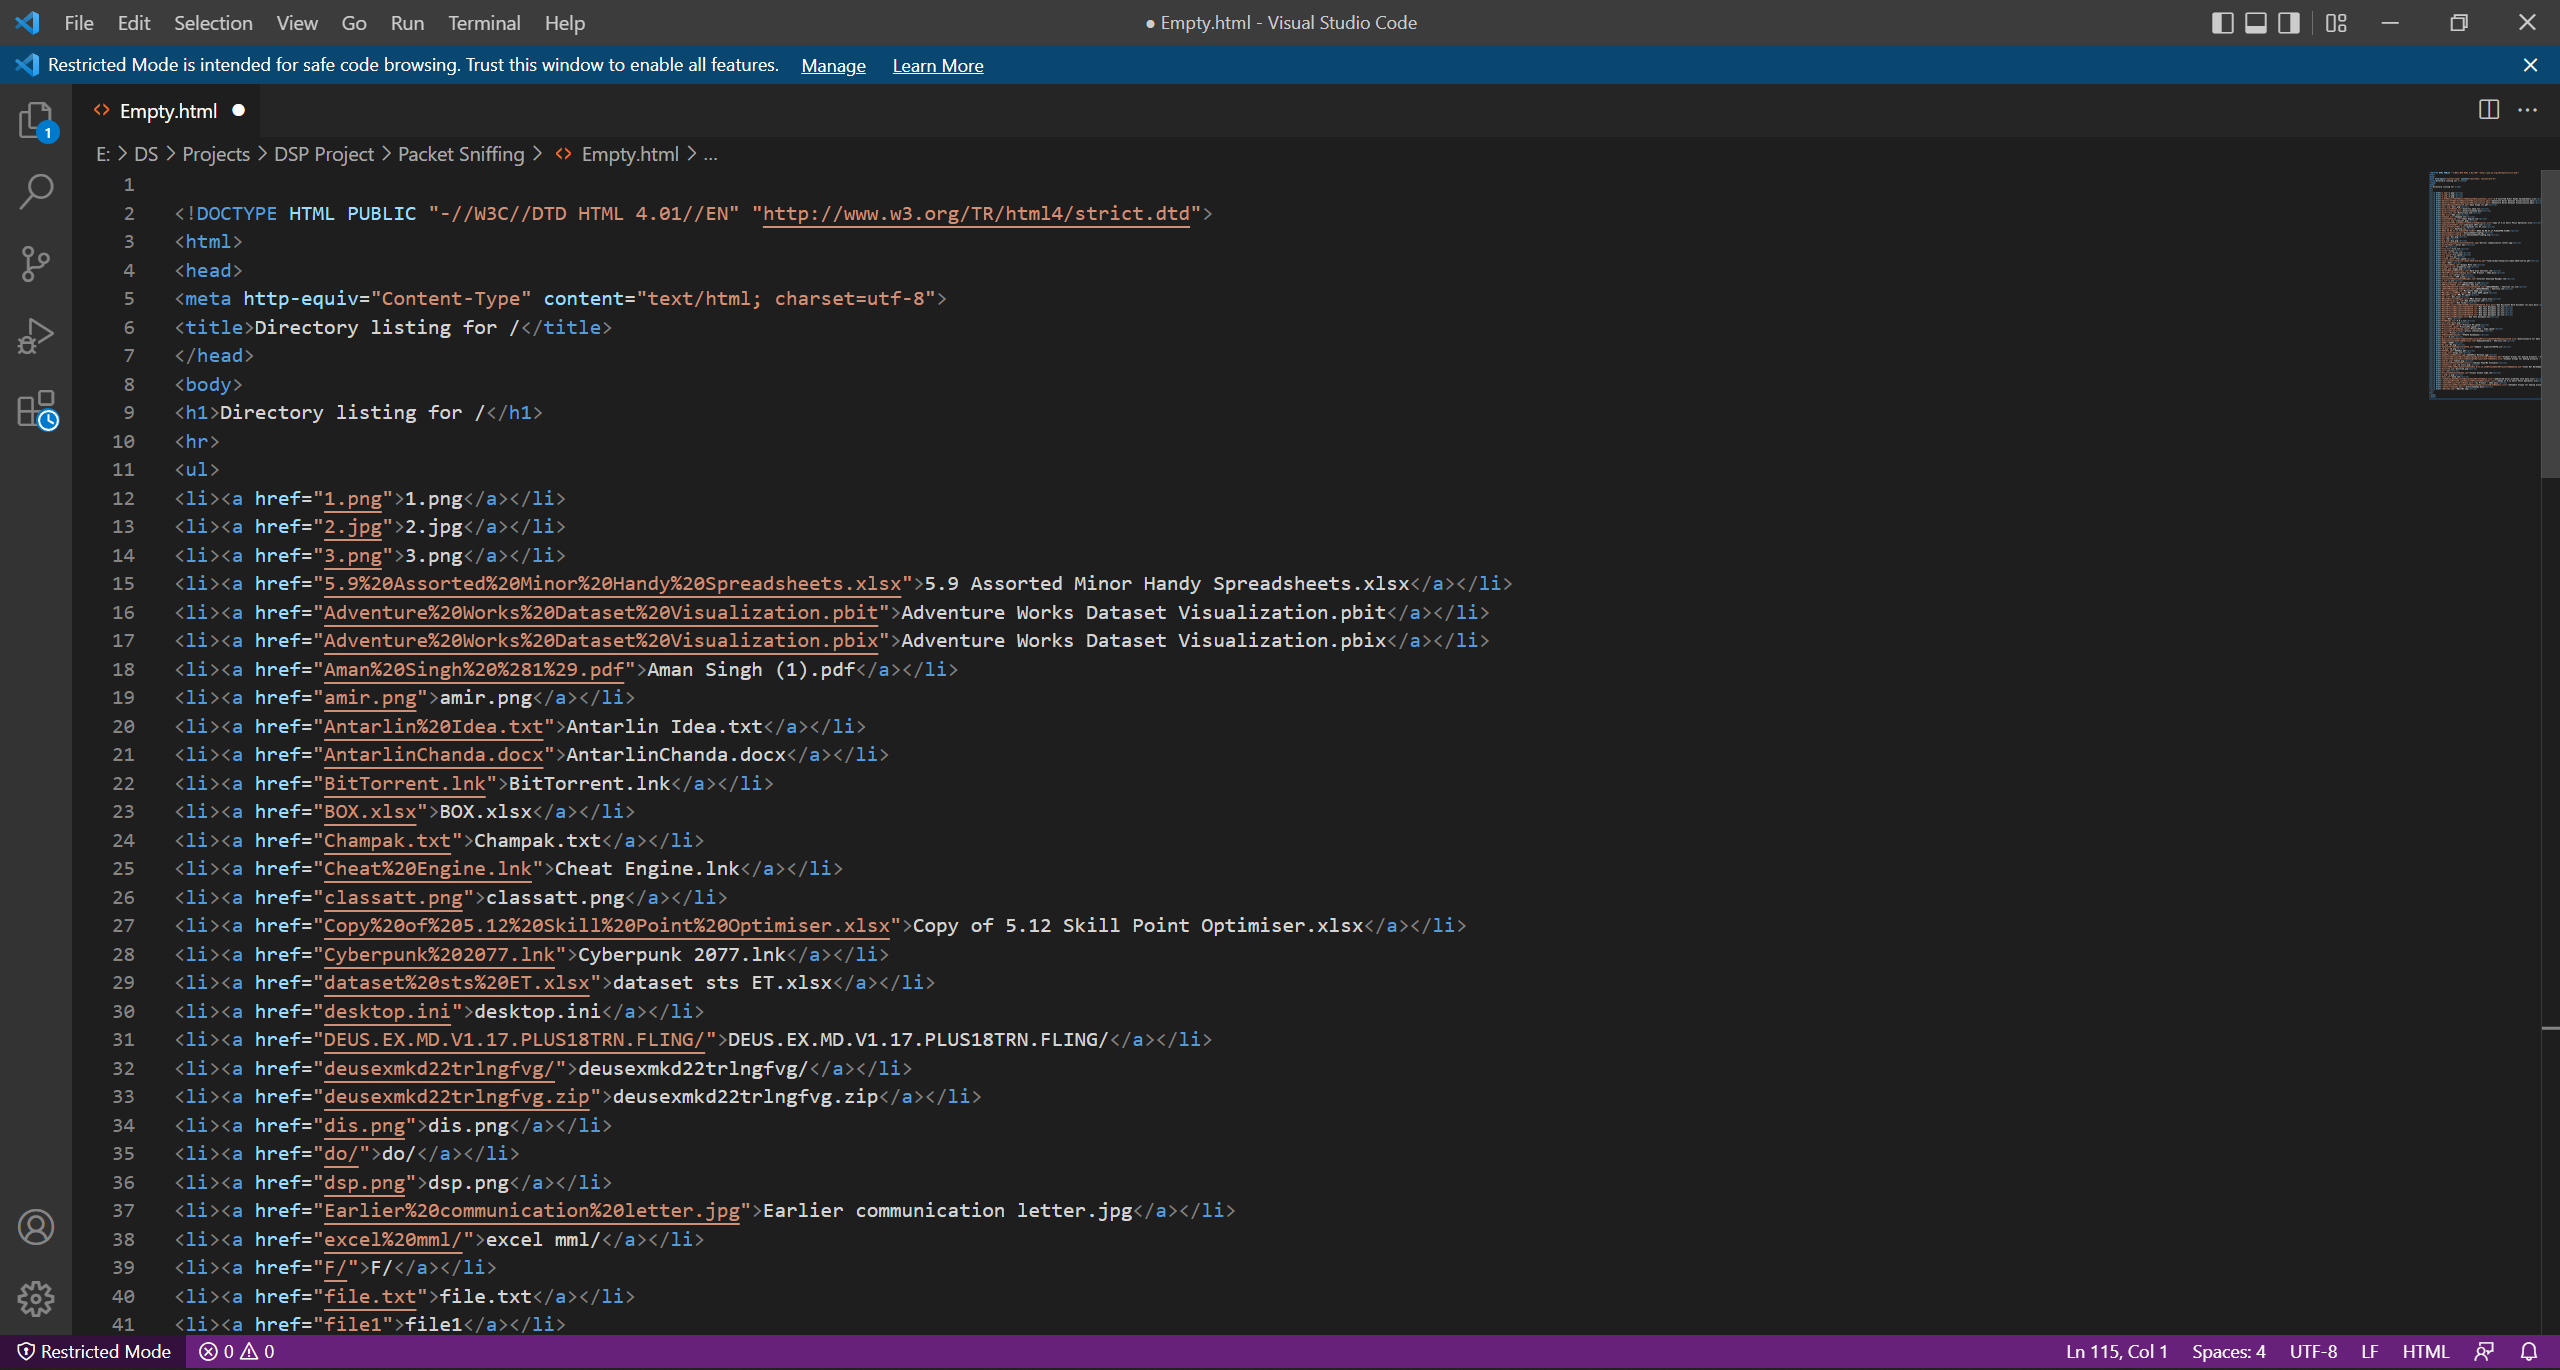 File Edit Selection View Go Run Terminal Help ● Empty.html - Visual Studio Code
Restricted Mode is intended for safe code browsing. Trust this window to enable all features. Manage Learn More
1
<> Empty.html ●
E: > DS > Projects > DSP Project > Packet Sniffing > <> Empty.html > ...
1
2 <!DOCTYPE HTML PUBLIC "-//W3C//DTD HTML 4.01//EN" "http://www.w3.org/TR/html4/strict.dtd">
3 <html>
4 <head>
5 <meta http-equiv="Content-Type" content="text/html; charset=utf-8">
6 <title>Directory listing for /</title>
7 </head>
8 <body>
9 <h1>Directory listing for /</h1>
10 <hr>
11 <ul>
12 <li><a href="1.png">1.png</a></li>
13 <li><a href="2.jpg">2.jpg</a></li>
14 <li><a href="3.png">3.png</a></li>
15 <li><a href="5.9%20Assorted%20Minor%20Handy%20Spreadsheets.xlsx">5.9 Assorted Minor Handy Spreadsheets.xlsx</a></li>
16 <li><a href="Adventure%20Works%20Dataset%20Visualization.pbit">Adventure Works Dataset Visualization.pbit</a></li>
17 <li><a href="Adventure%20Works%20Dataset%20Visualization.pbix">Adventure Works Dataset Visualization.pbix</a></li>
18 <li><a href="Aman%20Singh%20%281%29.pdf">Aman Singh (1).pdf</a></li>
19 <li><a href="amir.png">amir.png</a></li>
20 <li><a href="Antarlin%20Idea.txt">Antarlin Idea.txt</a></li>
21 <li><a href="AntarlinChanda.docx">AntarlinChanda.docx</a></li>
22 <li><a href="BitTorrent.lnk">BitTorrent.lnk</a></li>
23 <li><a href="BOX.xlsx">BOX.xlsx</a></li>
24 <li><a href="Champak.txt">Champak.txt</a></li>
25 <li><a href="Cheat%20Engine.lnk">Cheat Engine.lnk</a></li>
26 <li><a href="classatt.png">classatt.png</a></li>
27 <li><a href="Copy%20of%205.12%20Skill%20Point%20Optimiser.xlsx">Copy of 5.12 Skill Point Optimiser.xlsx</a></li>
28 <li><a href="Cyberpunk%202077.lnk">Cyberpunk 2077.lnk</a></li>
29 <li><a href="dataset%20sts%20ET.xlsx">dataset sts ET.xlsx</a></li>
30 <li><a href="desktop.ini">desktop.ini</a></li>
31 <li><a href="DEUS.EX.MD.V1.17.PLUS18TRN.FLING/">DEUS.EX.MD.V1.17.PLUS18TRN.FLING/</a></li>
32 <li><a href="deusexmkd22trlngfvg/">deusexmkd22trlngfvg/</a></li>
33 <li><a href="deusexmkd22trlngfvg.zip">deusexmkd22trlngfvg.zip</a></li>
34 <li><a href="dis.png">dis.png</a></li>
35 <li><a href="do/">do/</a></li>
36 <li><a href="dsp.png">dsp.png</a></li>
37 <li><a href="Earlier%20communication%20letter.jpg">Earlier communication letter.jpg</a></li>
38 <li><a href="excel%20mml/">excel mml/</a></li>
39 <li><a href="F/">F/</a></li>
40 <li><a href="file.txt">file.txt</a></li>
41 <li><a href="file1">file1</a></li>
Restricted Mode 0 0 Ln 115, Col 1 Spaces: 4 UTF-8 LF HTML